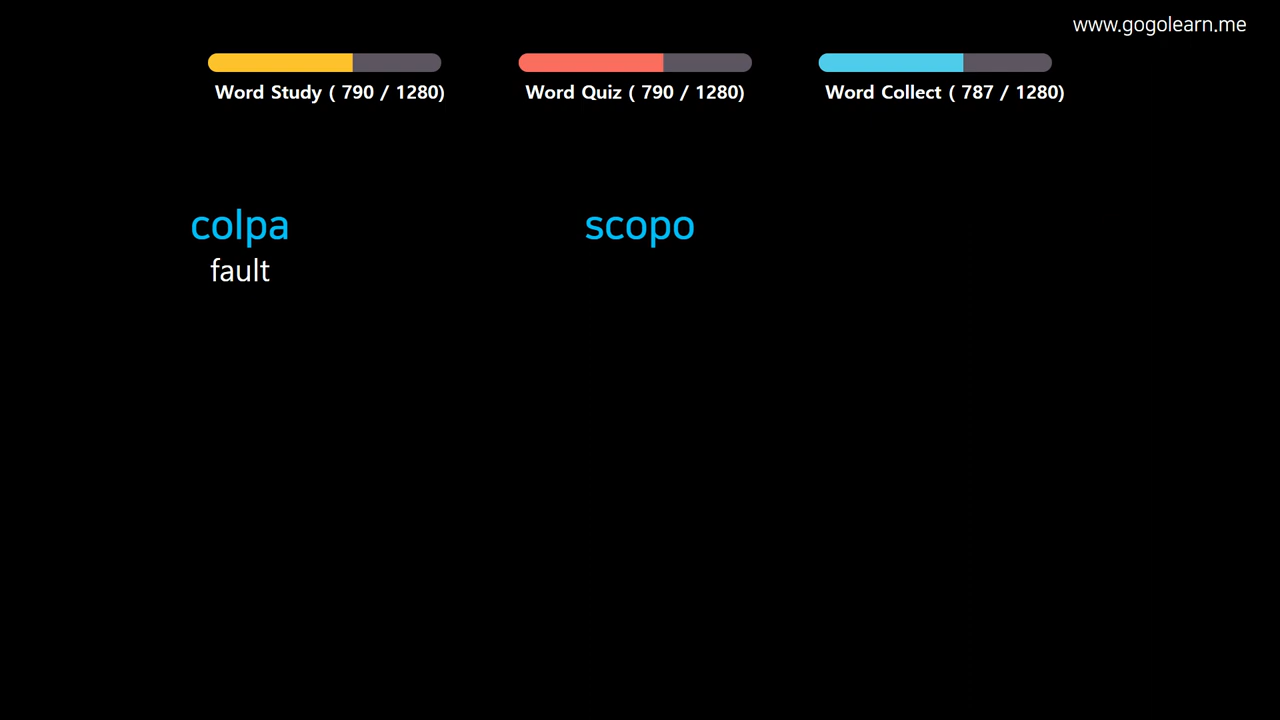 www.gogolearn.me
Word Study ( 790 / 1280)
Word Quiz ( 790 / 1280)
Word Collect ( 787 / 1280)
colpa
fault
scopo